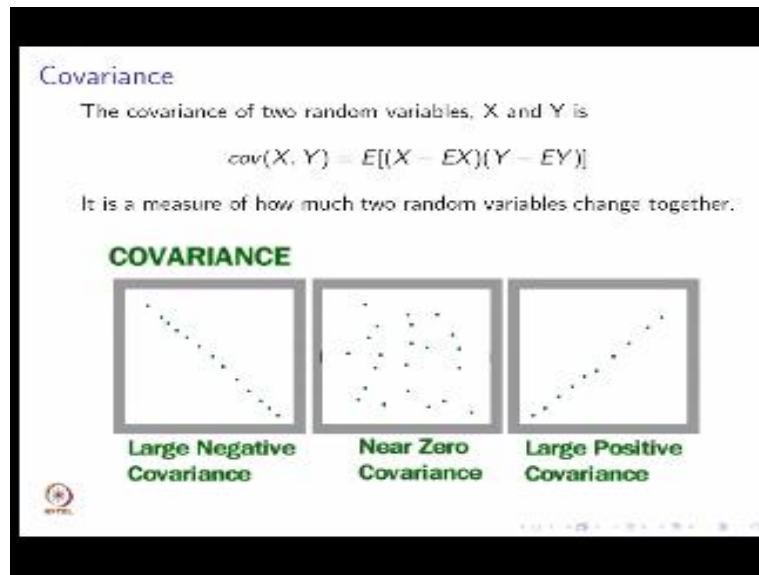 Covariance
The covariance of two random variables, X and Y is
cov(X, Y) = E[(X − EX)(Y − EY)]
It is a measure of how much two random variables change together.
COVARIANCE
Large Negative Covariance
Near Zero Covariance
Large Positive Covariance
NPTEL